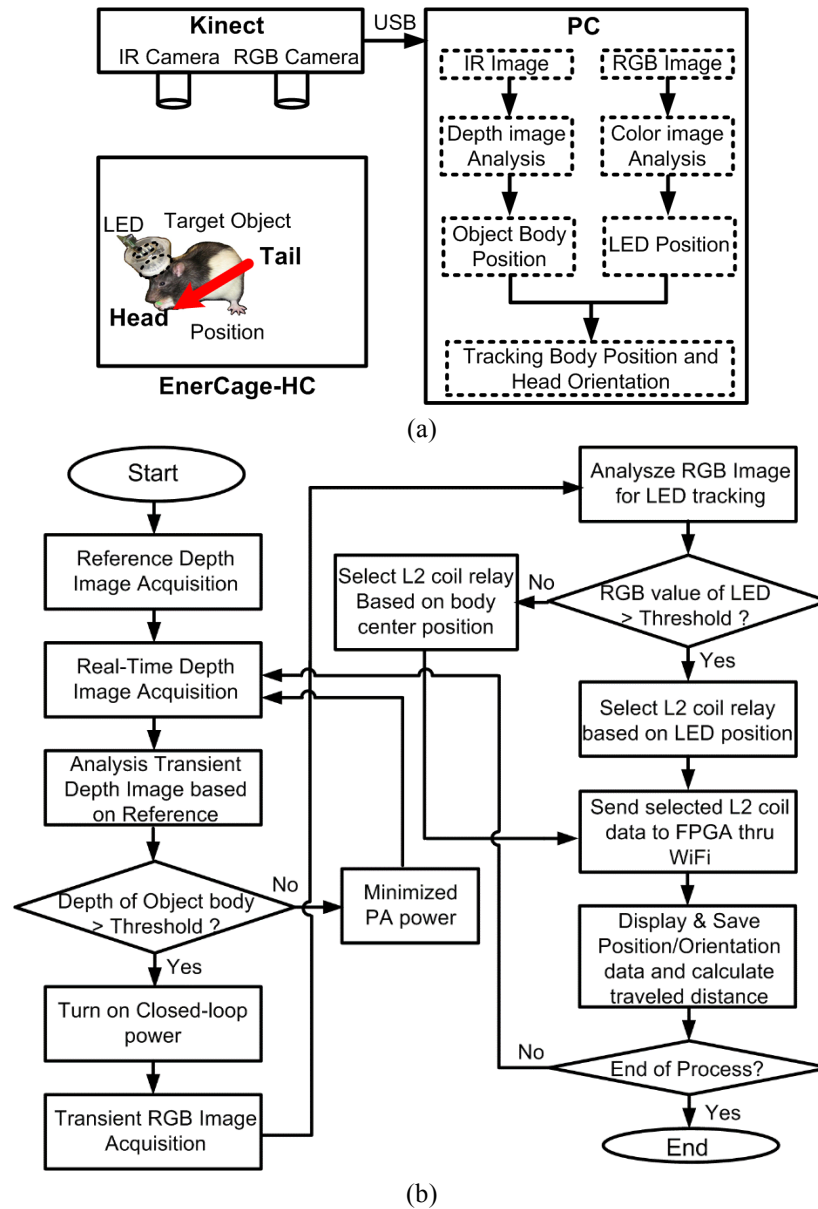 Kinect
IR Camera RGB Camera
USB
PC
IR Image
RGB Image
Depth image
Analysis
Color image
Analysis
Object Body
Position
LED Position
Tracking Body Position and
Head Orientation
LED
Target Object
Tail
Head
Position
EnerCage-HC
(a)
Start
Reference Depth
Image Acquisition
Real-Time Depth
Image Acquisition
Analysis Transient
Depth Image based
on Reference
Depth of Object body
> Threshold ?
No
Minimized
PA power
Yes
Turn on Closed-loop
power
Transient RGB Image
Acquisition
Analysze RGB Image
for LED tracking
RGB value of LED
> Threshold ?
No
Select L2 coil relay
Based on body
center position
Yes
Select L2 coil relay
based on LED position
Send selected L2 coil
data to FPGA thru
WiFi
Display & Save
Position/Orientation
data and calculate
traveled distance
End of Process?
No
Yes
End
(b)